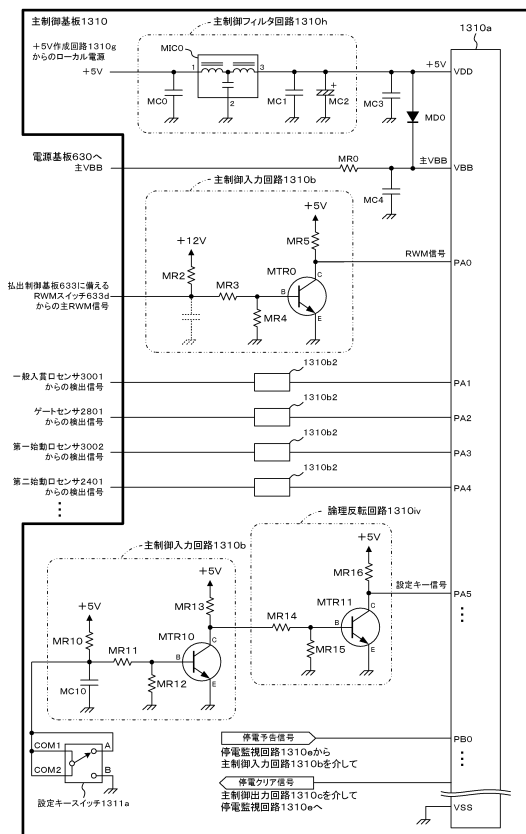 主制御基板1310
主制御フィルタ回路1310h
1310a
+5V作成回路1310g
からのローカル電源
MIC0
+5V
1
3
2
MC0
MC1
+
MC2
MC3
+5V
VDD
MD0
電源基板630へ
主VBB
MR0
主VBB
VBB
MC4
主制御入力回路1310b
+5V
+12V
MR5
RWM信号
PA0
MR2
MTR0
C
払出制御基板633に備える
RWMスイッチ633d
からの主RWM信号
MR3
B
MR4
E
一般入賞口センサ3001
からの検出信号
1310b2
PA1
ゲートセンサ2801
からの検出信号
1310b2
PA2
第一始動口センサ3002
からの検出信号
1310b2
PA3
第二始動口センサ2401
からの検出信号
1310b2
PA4
論理反転回路1310iv
主制御入力回路1310b
+5V
MR16
設定キー信号
PA5
+5V
MR13
+5V
MR10
MR11
MTR10
C
B
E
MR12
MC10
MR14
MTR11
C
B
E
MR15
COM1
A
COM2
B
設定キースイッチ1311a
停電予告信号
PB0
停電監視回路1310eから
主制御入力回路1310bを介して
停電クリア信号
主制御出力回路1310cを介して
停電監視回路1310eへ
VSS